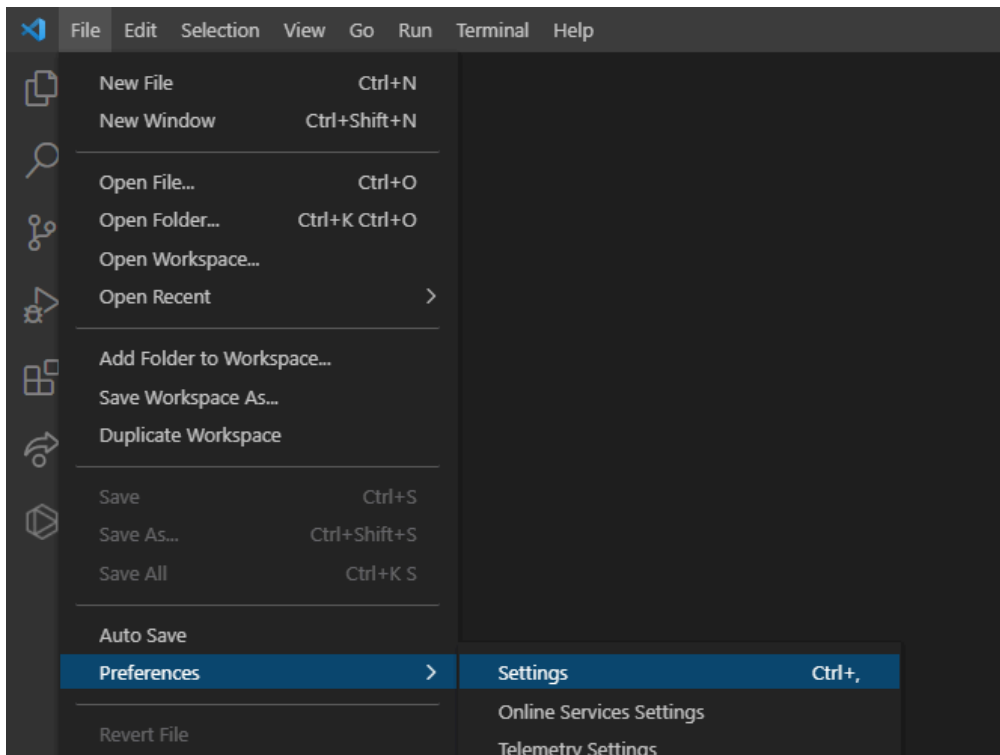 File Edit Selection View Go Run Terminal Help
New File Ctrl+N
New Window Ctrl+Shift+N
Open File... Ctrl+O
Open Folder... Ctrl+K Ctrl+O
Open Workspace...
Open Recent
Add Folder to Workspace...
Save Workspace As...
Duplicate Workspace
Save Ctrl+S
Save As... Ctrl+Shift+S
Save All Ctrl+K S
Auto Save
Preferences
Settings Ctrl+,
Online Services Settings
Revert File
Telemetry Settings